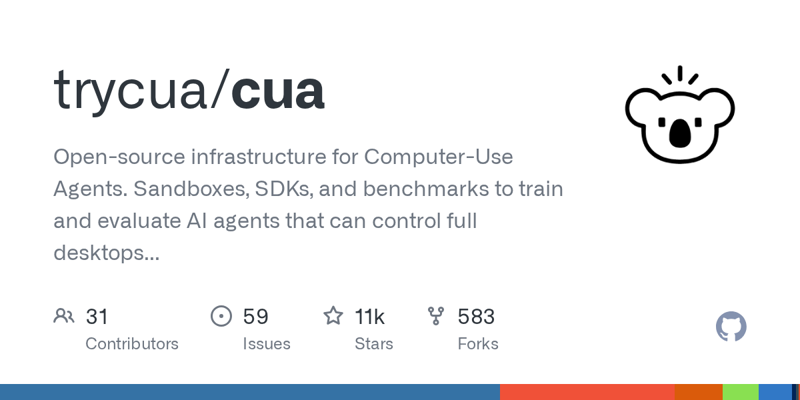 trycua/cua
Open-source infrastructure for Computer-Use
Agents. Sandboxes, SDKs, and benchmarks to train
and evaluate AI agents that can control full
desktops...
31
Contributors
59
Issues
11k
Stars
583
Forks